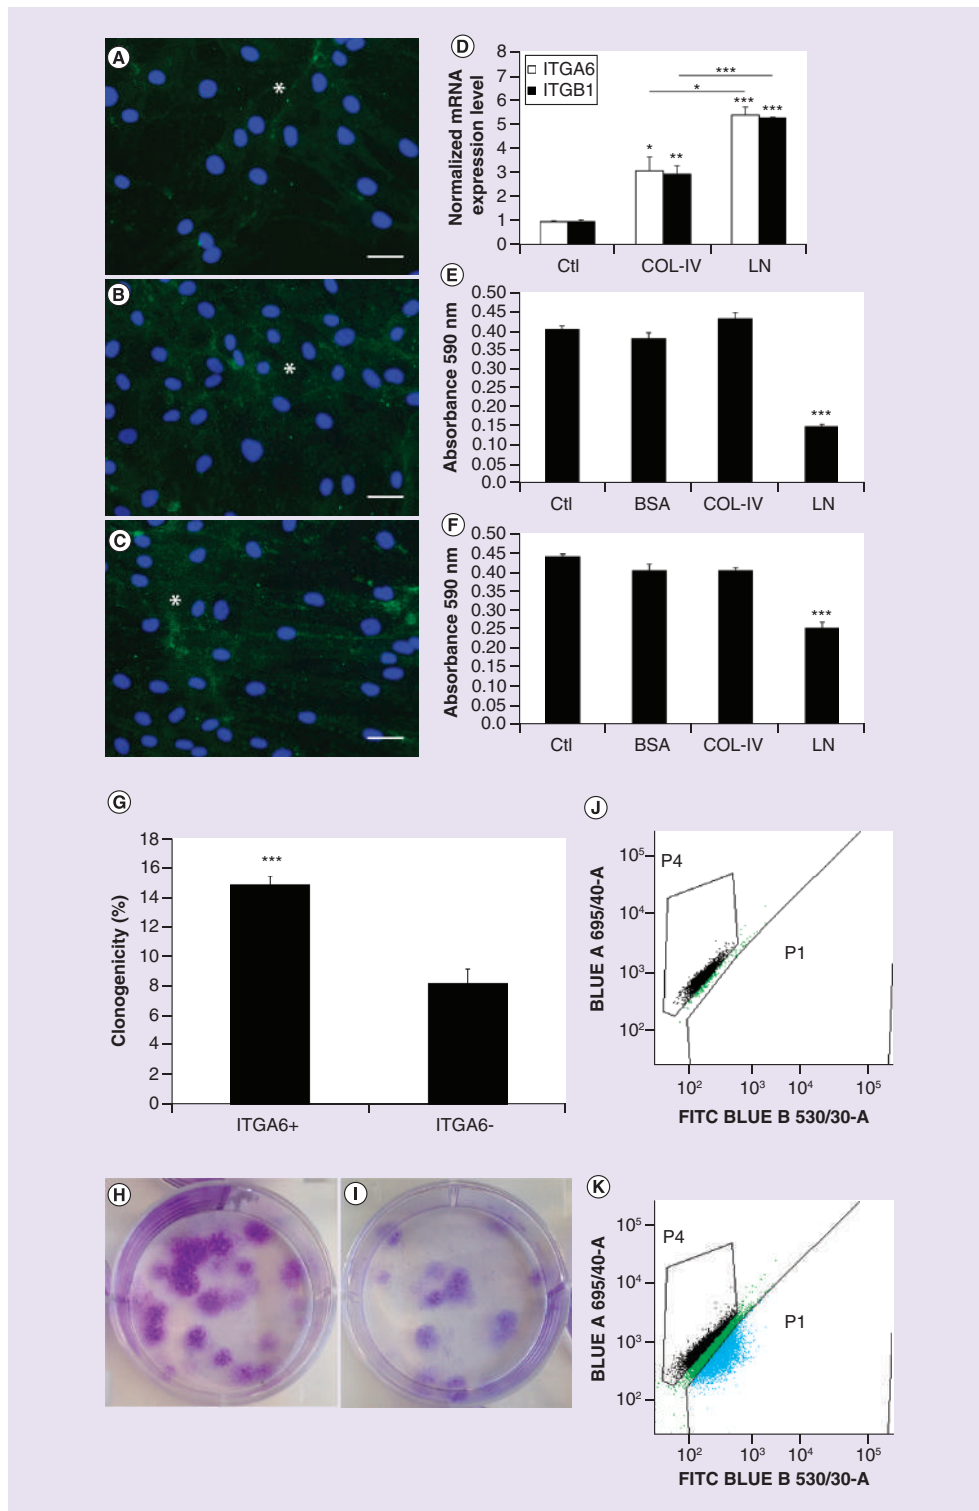 A
*
B
*
C
*
D
Normalized mRNA
expression level
8
7
6
5
4
3
2
1
0
ITGA6
ITGB1
***
*
*
**
***
***
Ctl COL-IV LN
E
Absorbance 590 nm
0.50
0.45
0.40
0.35
0.30
0.25
0.20
0.15
0.10
0.05
0.0
***
Ctl BSA COL-IV LN
F
Absorbance 590 nm
0.50
0.45
0.40
0.35
0.30
0.25
0.20
0.15
0.10
0.05
0.0
***
Ctl BSA COL-IV LN
G
Clonogenicity (%)
18
16
14
12
10
8
6
4
2
0
***
ITGA6+ ITGA6-
H
I
J
BLUE A 695/40-A
10⁵
10⁴
10³
10²
P4
P1
10² 10³ 10⁴ 10⁵
FITC BLUE B 530/30-A
K
BLUE A 695/40-A
10⁵
10⁴
10³
10²
P4
P1
10² 10³ 10⁴ 10⁵
FITC BLUE B 530/30-A